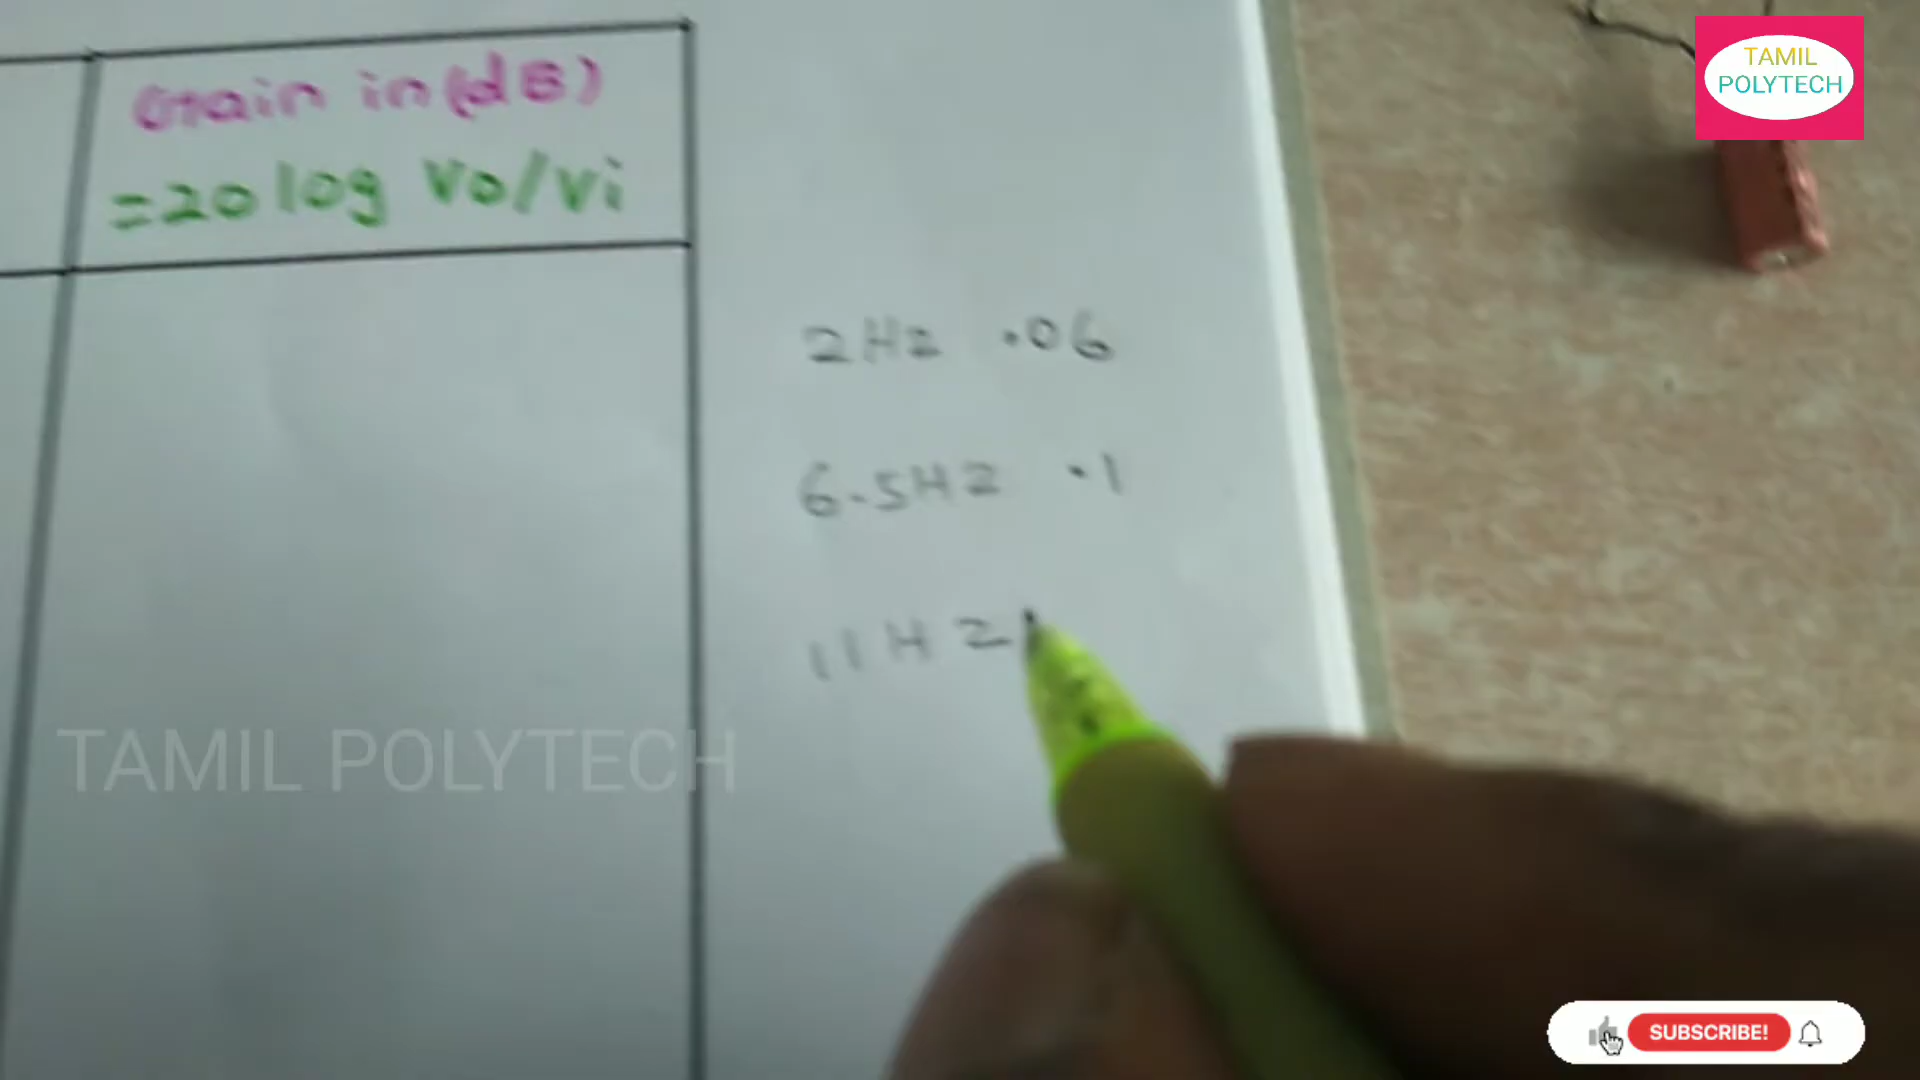 TAMIL
POLYTECH
Gain in (dB)
=20 log Vo/Vi
2Hz .06
6.5Hz .1
11Hz
TAMIL POLYTECH
SUBSCRIBE!